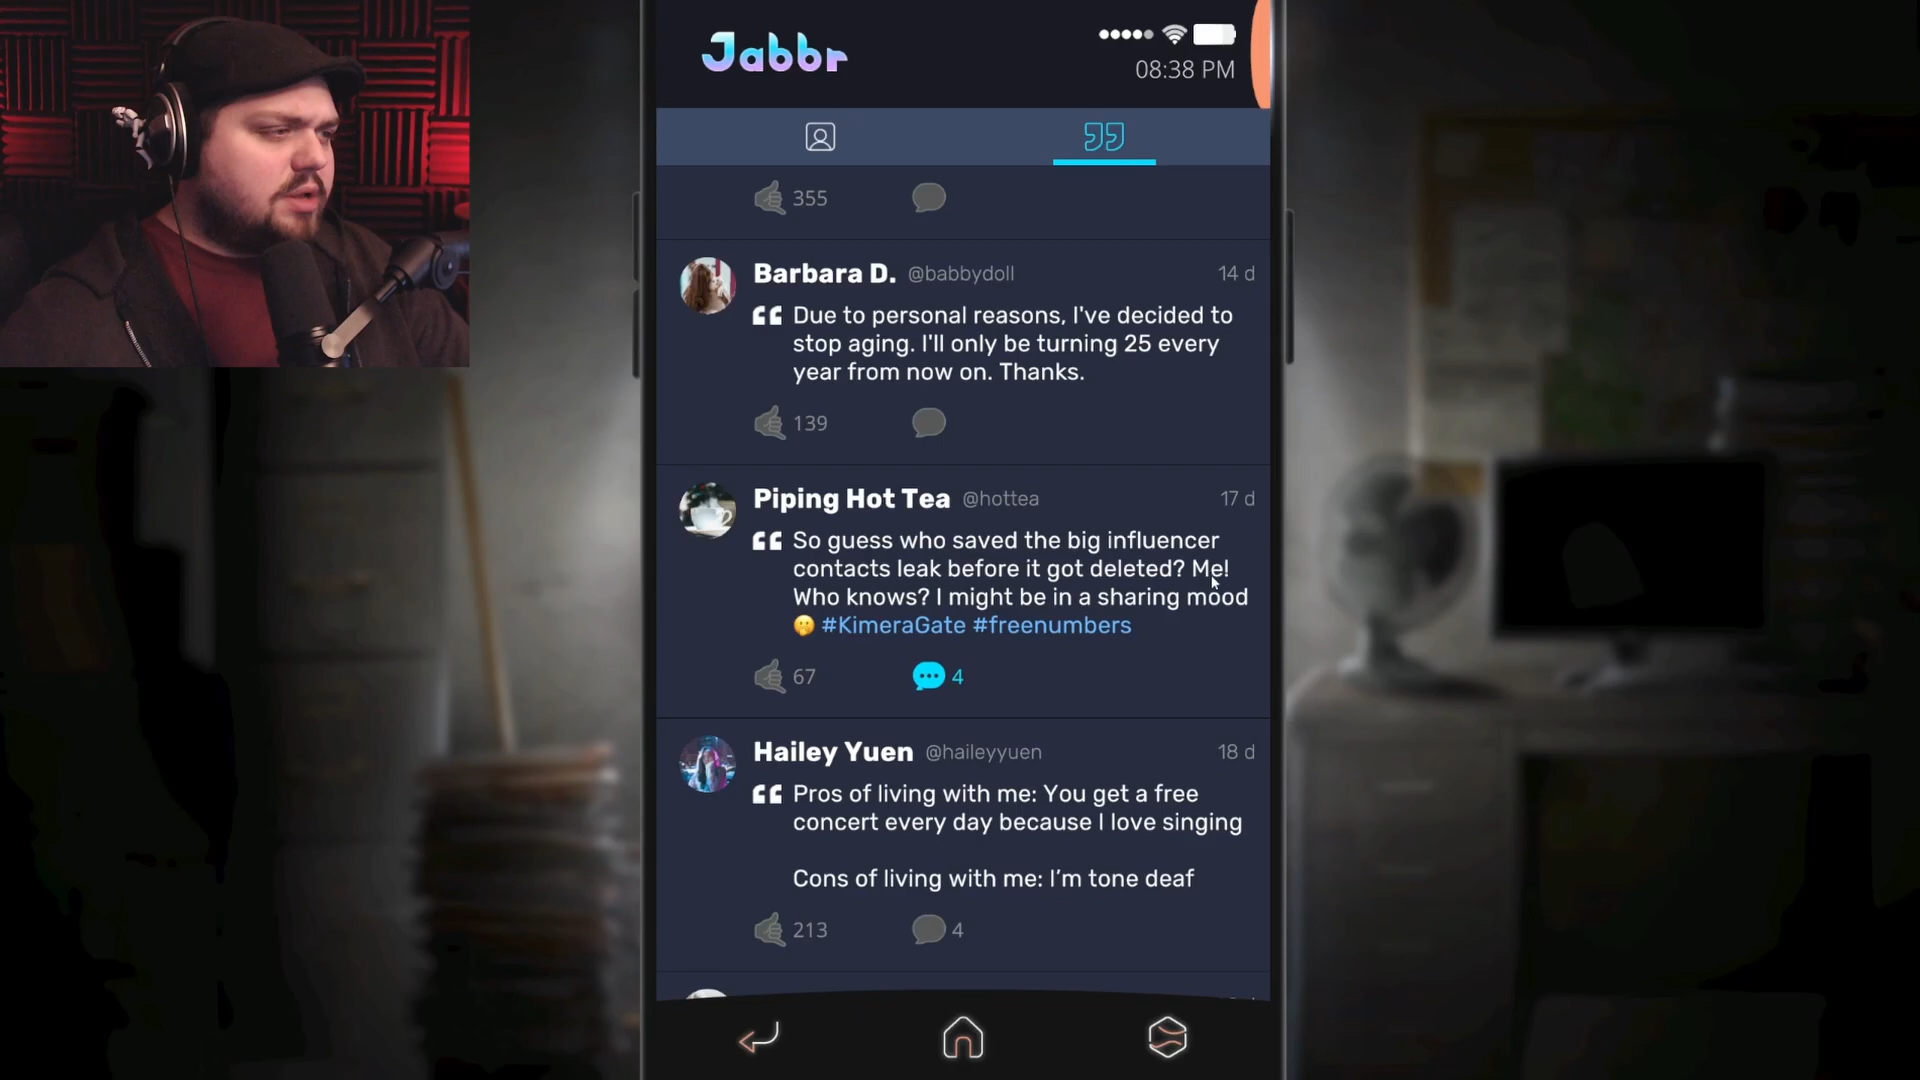 Jabbr
08:38 PM
355
Barbara D. @babbydoll 14 d
Due to personal reasons, I've decided to
stop aging. I'll only be turning 25 every
year from now on. Thanks.
139
Piping Hot Tea @hottea 17 d
So guess who saved the big influencer
contacts leak before it got deleted? Me!
Who knows? I might be in a sharing mood
🤫 #KimeraGate #freenumbers
67 4
Hailey Yuen @haileyyuen 18 d
Pros of living with me: You get a free
concert every day because I love singing
Cons of living with me: I’m tone deaf
213 4